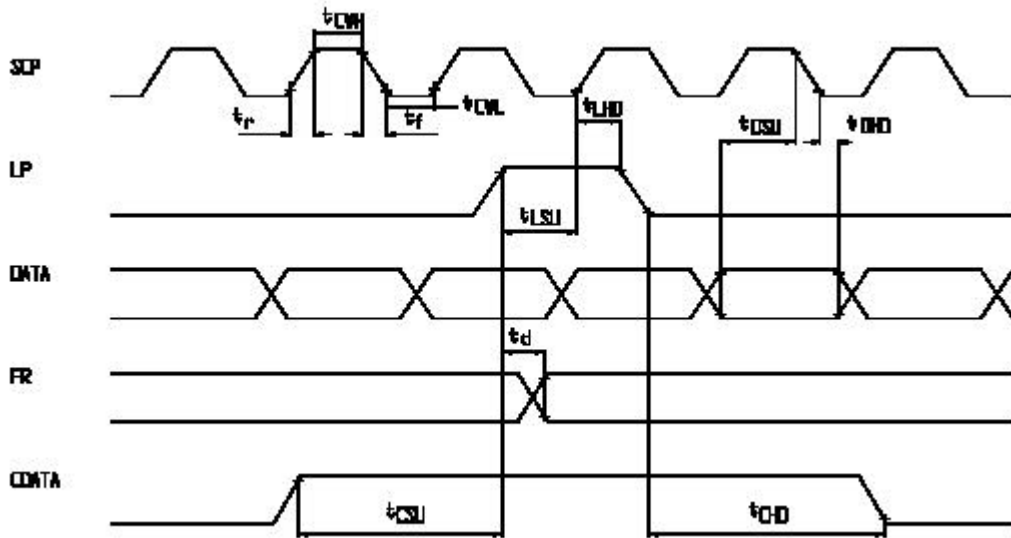 tCWH
SCP
tr
tf
tCWL
tLHD
tDSU
tDHD
LP
tLSU
DATA
td
FR
CDATA
tCSU
tCHD